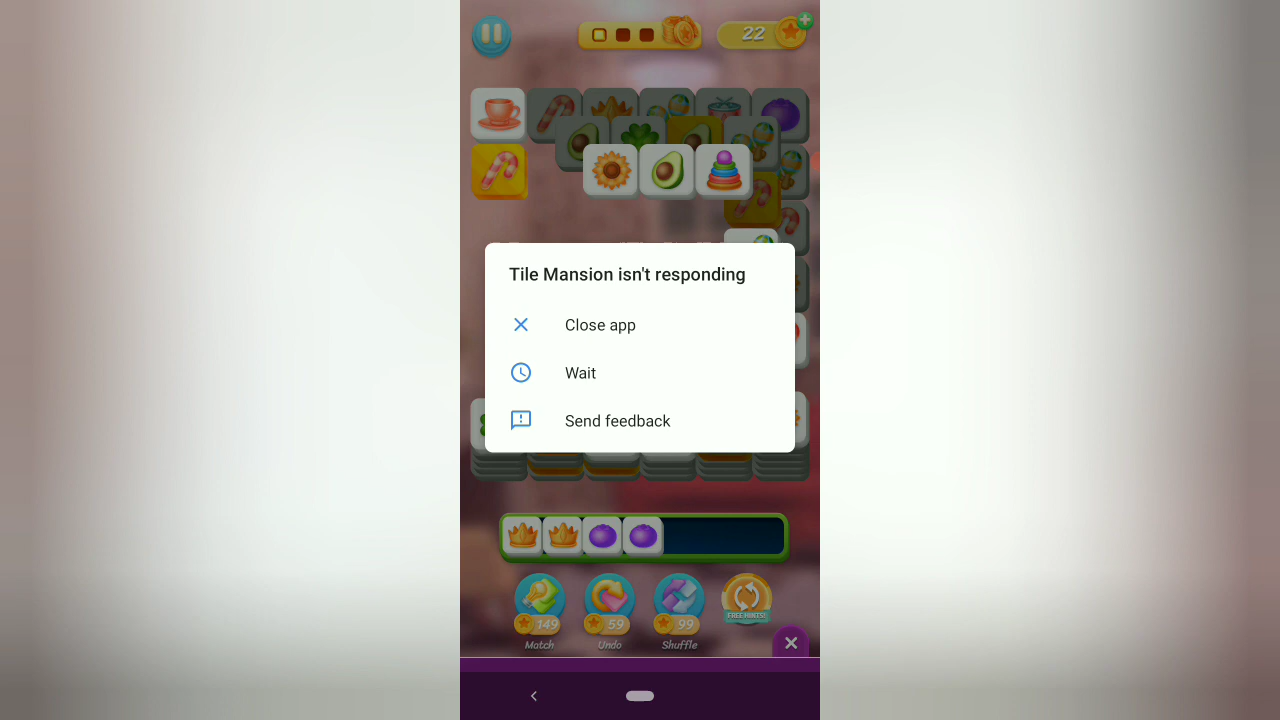 22
Tile Mansion isn't responding
Close app
Wait
Send feedback
149
59
99
FREE HINTS!
Match
Undo
Shuffle